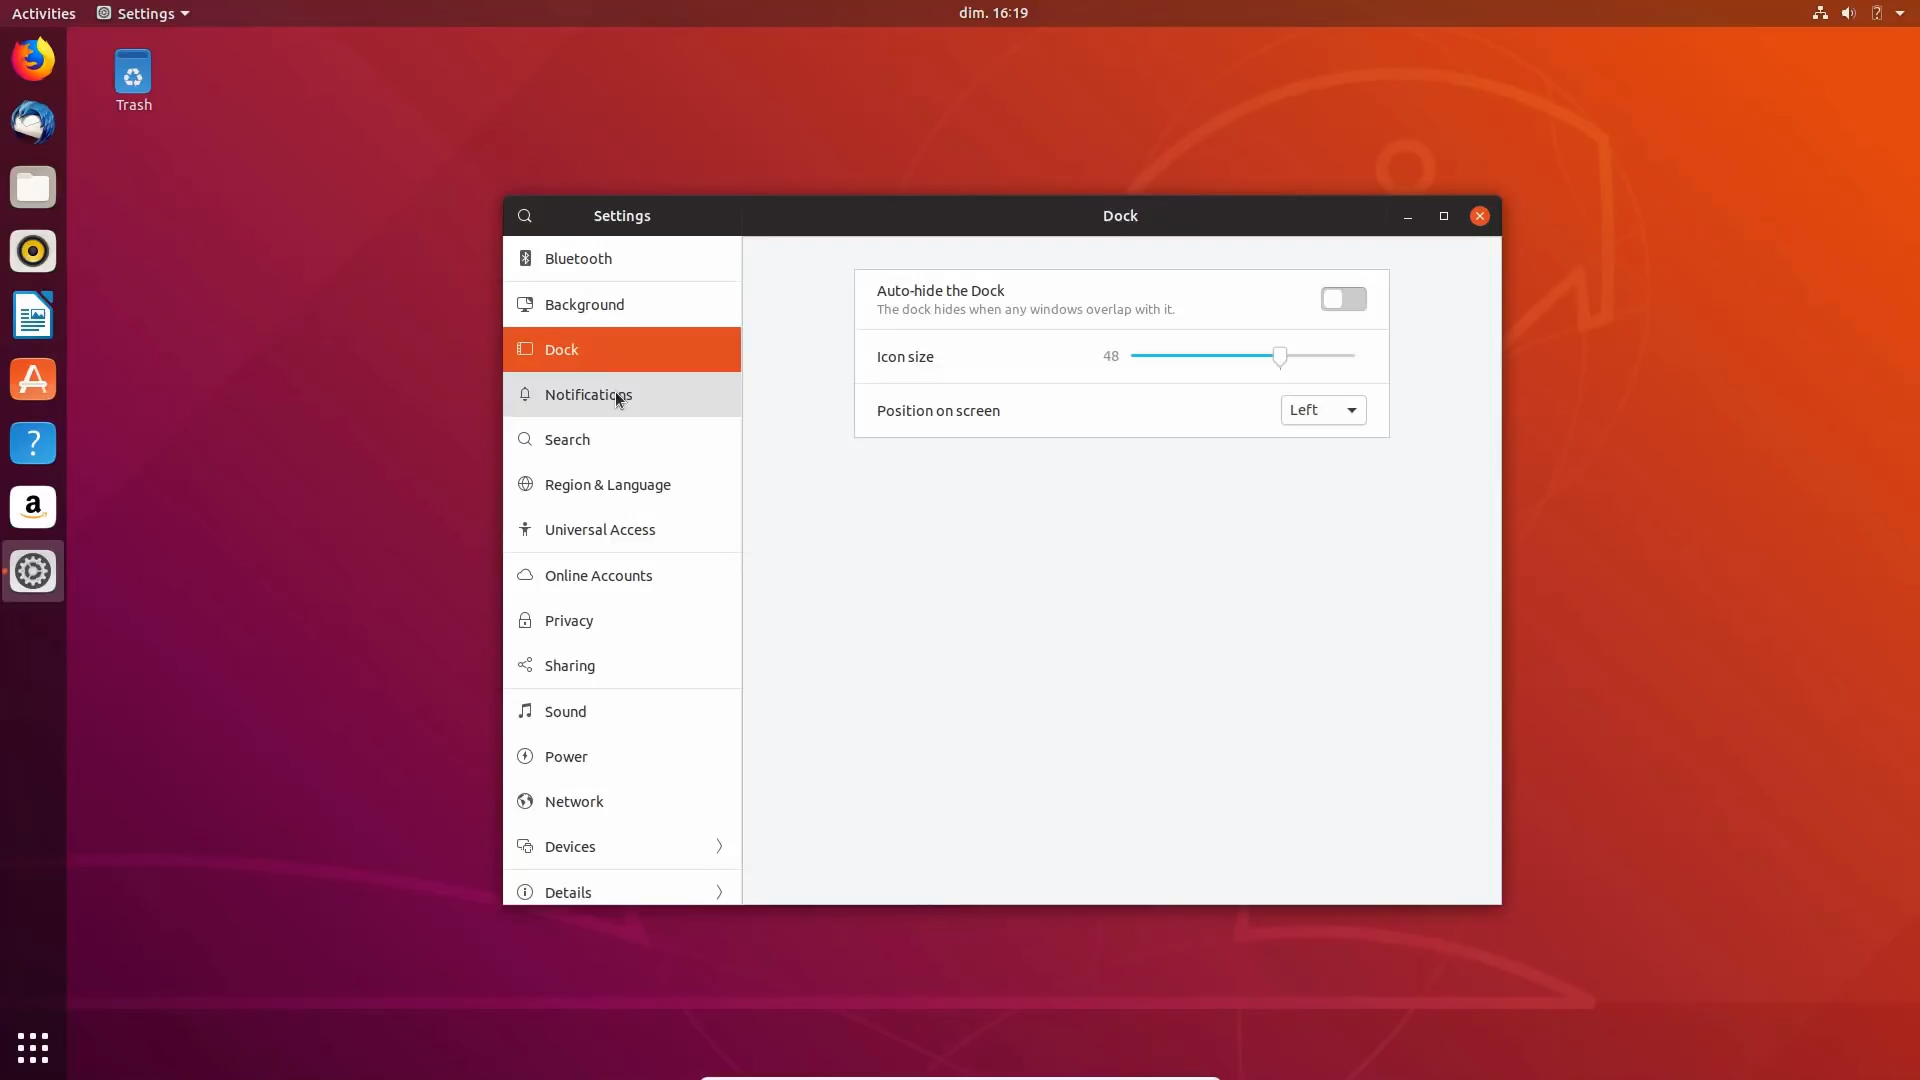 Activities
Settings
dim. 16:19
?
Trash
Settings
Dock
Bluetooth
Background
Dock
Notifications
Search
Region & Language
Universal Access
Online Accounts
Privacy
Sharing
Sound
Power
Network
Devices
Details
Auto-hide the Dock
The dock hides when any windows overlap with it.
Icon size
48
Position on screen
Left
?
a